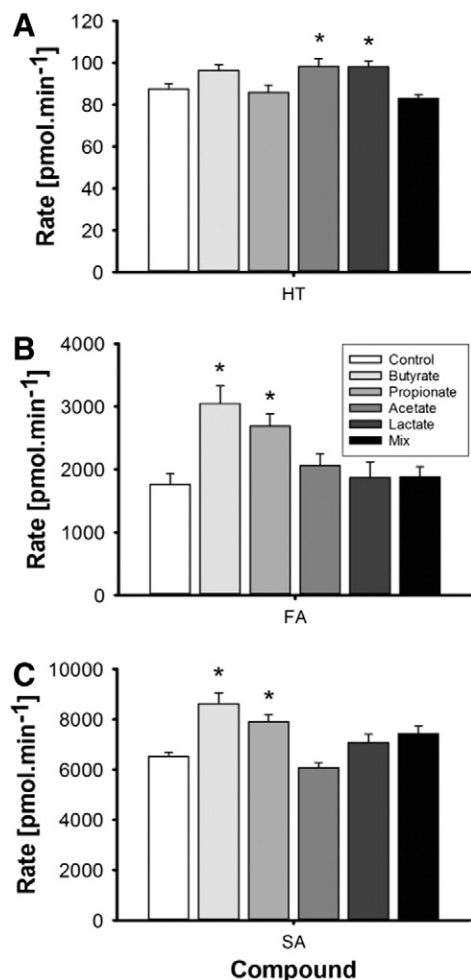 A
Rate [pmol.min⁻¹]
120
100
80
60
40
20
0
* *
HT
B
Rate [pmol.min⁻¹]
4000
3000
2000
1000
0
* *
Control
Butyrate
Propionate
Acetate
Lactate
Mix
FA
C
Rate [pmol.min⁻¹]
10000
8000
6000
4000
2000
0
* *
SA
Compound